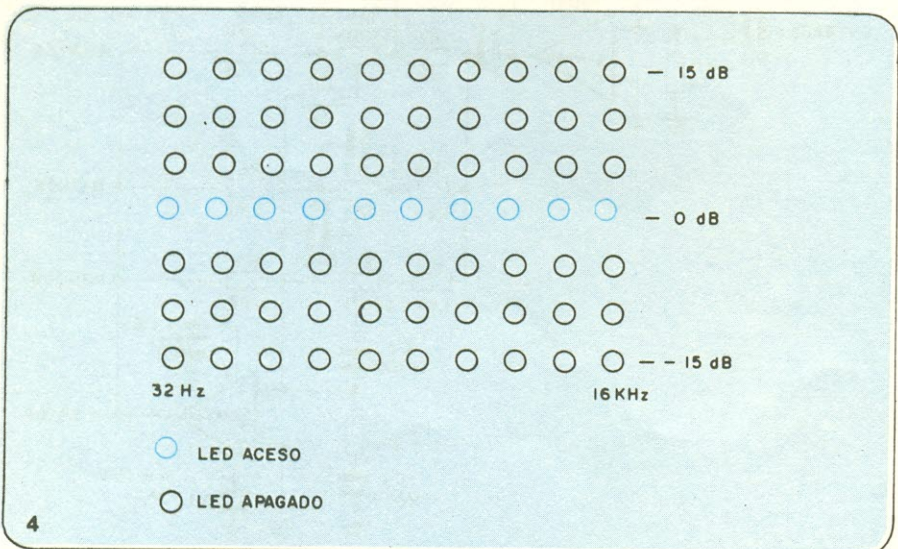 — 15 dB
— 0 dB
— - 15 dB
32 Hz 16 KHz
LED ACESO
LED APAGADO
4